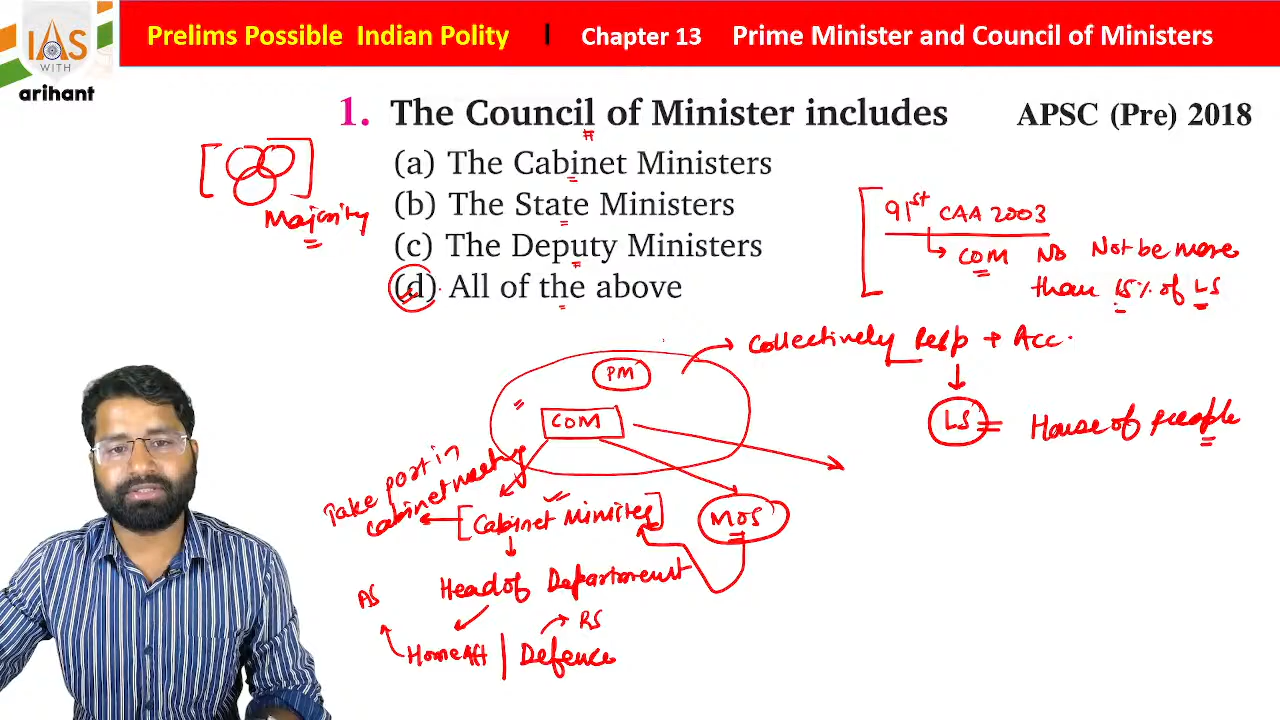 IAS
WITH
arihant
Prelims Possible Indian Polity | Chapter 13 Prime Minister and Council of Ministers
1. The Council of Minister includes APSC (Pre) 2018
(a) The Cabinet Ministers
(b) The State Ministers
(c) The Deputy Ministers
(d) All of the above
Majority
91st CAA 2003
COM No Not be more
than 15% of LS
Collectively Resp + Acc.
LS = House of people
PM
COM
Take part in
cabinet meeting
[Cabinet Minister]
MOS
Head of Department
AS
RS
Home Aff | Defence